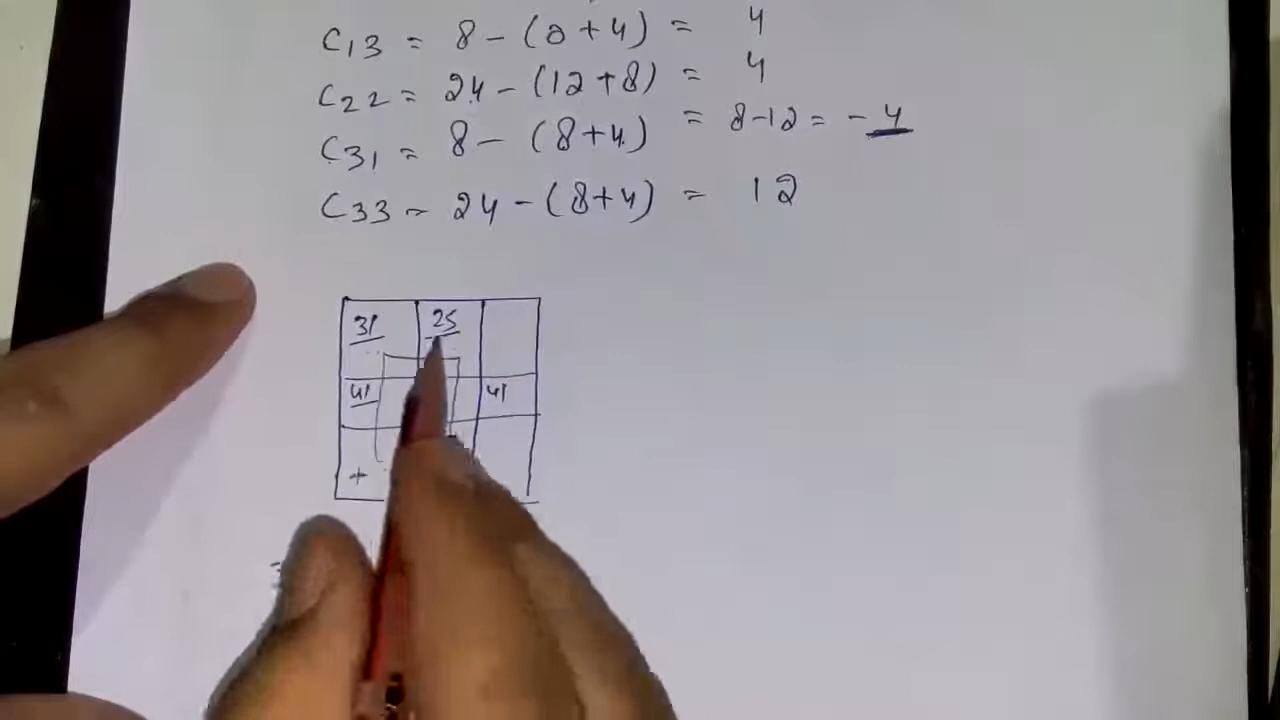 C13 = 8 - (0 + 4) = 4
C22 = 24 - (12 + 8) = 4
C31 = 8 - (8 + 4) = 8 - 12 = - 4
C33 = 24 - (8 + 4) = 12
31 25
41 41
+